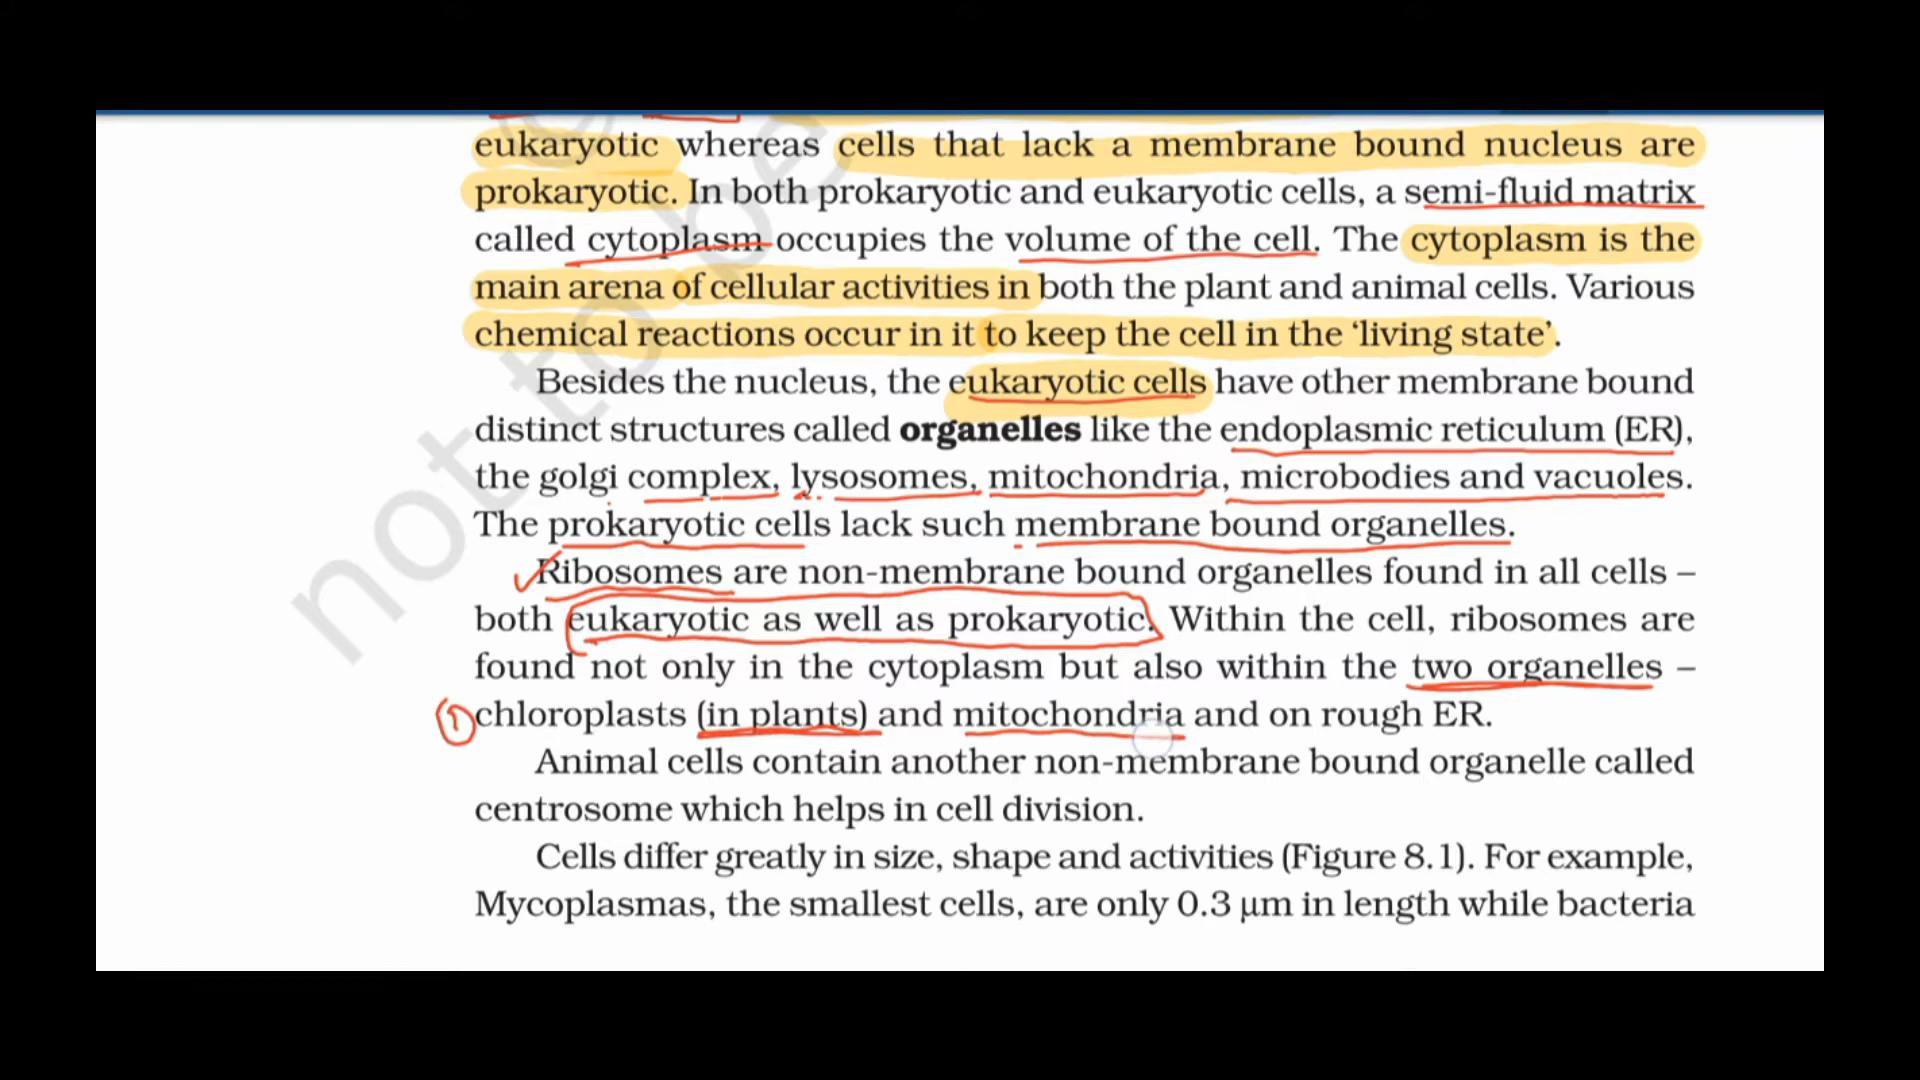 eukaryotic whereas cells that lack a membrane bound nucleus are
prokaryotic. In both prokaryotic and eukaryotic cells, a semi-fluid matrix
called cytoplasm occupies the volume of the cell. The cytoplasm is the
main arena of cellular activities in both the plant and animal cells. Various
chemical reactions occur in it to keep the cell in the ‘living state’.
Besides the nucleus, the eukaryotic cells have other membrane bound
distinct structures called organelles like the endoplasmic reticulum (ER),
the golgi complex, lysosomes, mitochondria, microbodies and vacuoles.
The prokaryotic cells lack such membrane bound organelles.
Ribosomes are non-membrane bound organelles found in all cells –
both eukaryotic as well as prokaryotic. Within the cell, ribosomes are
found not only in the cytoplasm but also within the two organelles –
① chloroplasts (in plants) and mitochondria and on rough ER.
Animal cells contain another non-membrane bound organelle called
centrosome which helps in cell division.
Cells differ greatly in size, shape and activities (Figure 8.1). For example,
Mycoplasmas, the smallest cells, are only 0.3 µm in length while bacteria
not to be